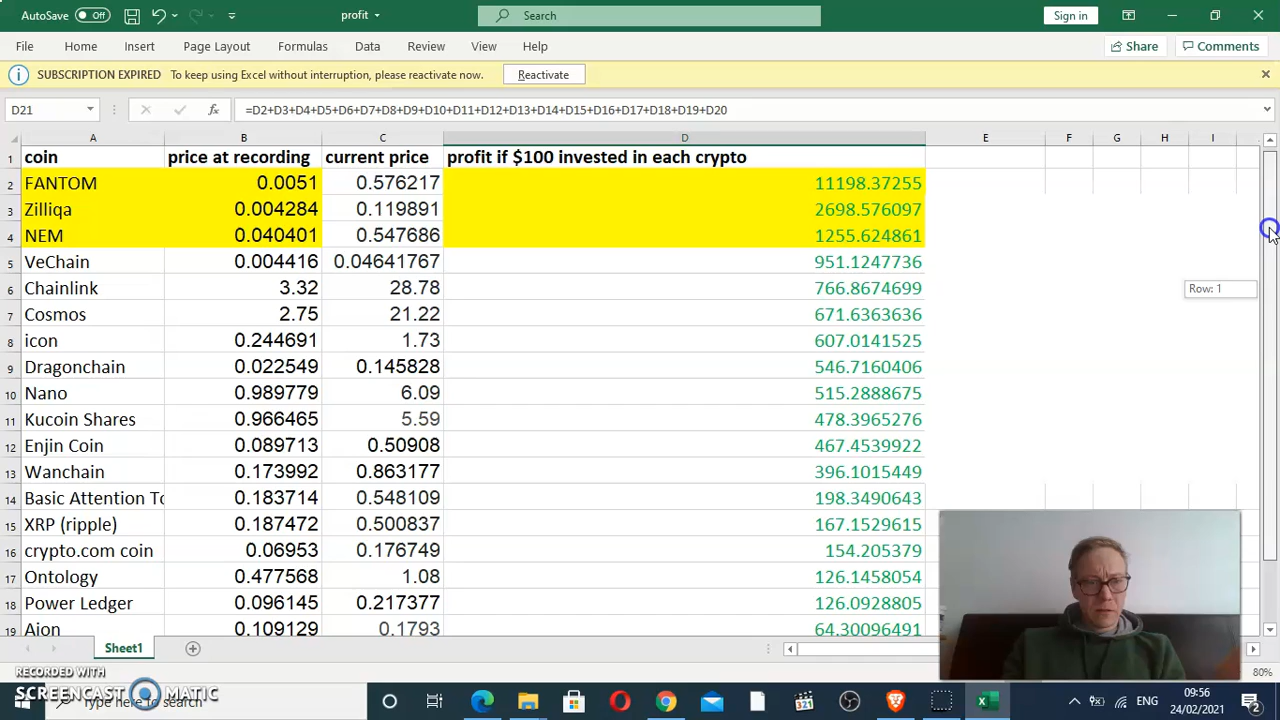 AutoSave Off profit Search Sign in
File Home Insert Page Layout Formulas Data Review View Help Share Comments
SUBSCRIPTION EXPIRED To keep using Excel without interruption, please reactivate now. Reactivate
D21 fx =D2+D3+D4+D5+D6+D7+D8+D9+D10+D11+D12+D13+D14+D15+D16+D17+D18+D19+D20
A B C D E F G H I
1 coin price at recording current price profit if $100 invested in each crypto
2 FANTOM 0.0051 0.576217 11198.37255
3 Zilliqa 0.004284 0.119891 2698.576097
4 NEM 0.040401 0.547686 1255.624861
5 VeChain 0.004416 0.04641767 951.1247736
6 Chainlink 3.32 28.78 766.8674699
Row: 1
7 Cosmos 2.75 21.22 671.6363636
8 icon 0.244691 1.73 607.0141525
9 Dragonchain 0.022549 0.145828 546.7160406
10 Nano 0.989779 6.09 515.2888675
11 Kucoin Shares 0.966465 5.59 478.3965276
12 Enjin Coin 0.089713 0.50908 467.4539922
13 Wanchain 0.173992 0.863177 396.1015449
14 Basic Attention To 0.183714 0.548109 198.3490643
15 XRP (ripple) 0.187472 0.500837 167.1529615
16 crypto.com coin 0.06953 0.176749 154.205379
17 Ontology 0.477568 1.08 126.1458054
18 Power Ledger 0.096145 0.217377 126.0928805
19 Aion 0.109129 0.1793 64.30096491
Sheet1
RECORDED WITH
SCREENCAST MATIC
80%
Type here to search
ENG 09:56
24/02/2021 2